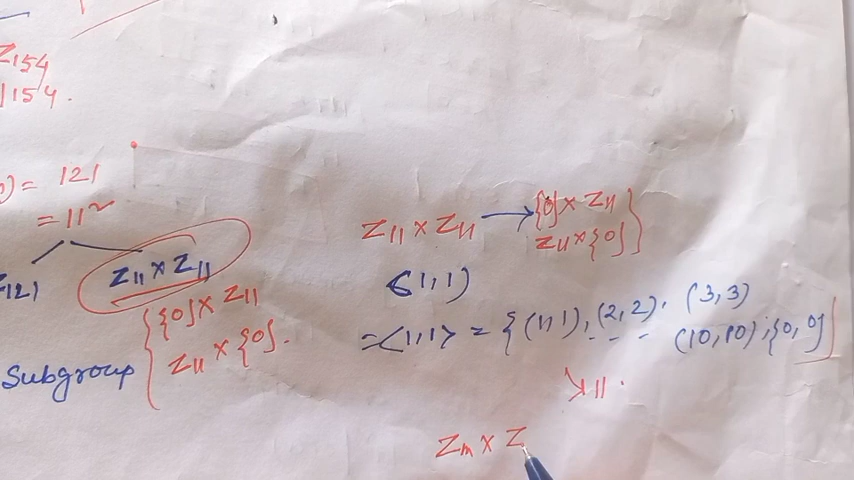 Z154
|154.
) = 121
= 11²
Z121
Z11 × Z11
Subgroup
{0} × Z11
Z11 × {0}.
Z11 × Z11 → {0} × Z11
Z11 × {0}
(1,1)
= <1,1> = {(1,1), (2,2), (3,3)
--- (10,10), {0,0}
11.
Zm × Z